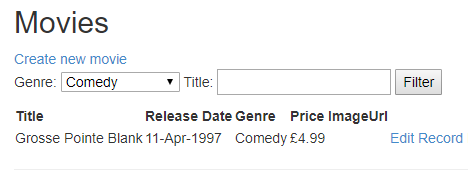 Movies
Create new movie
Genre: Comedy Title: Filter
Title Release Date Genre Price ImageUrl
Grosse Pointe Blank 11-Apr-1997 Comedy £4.99 Edit Record